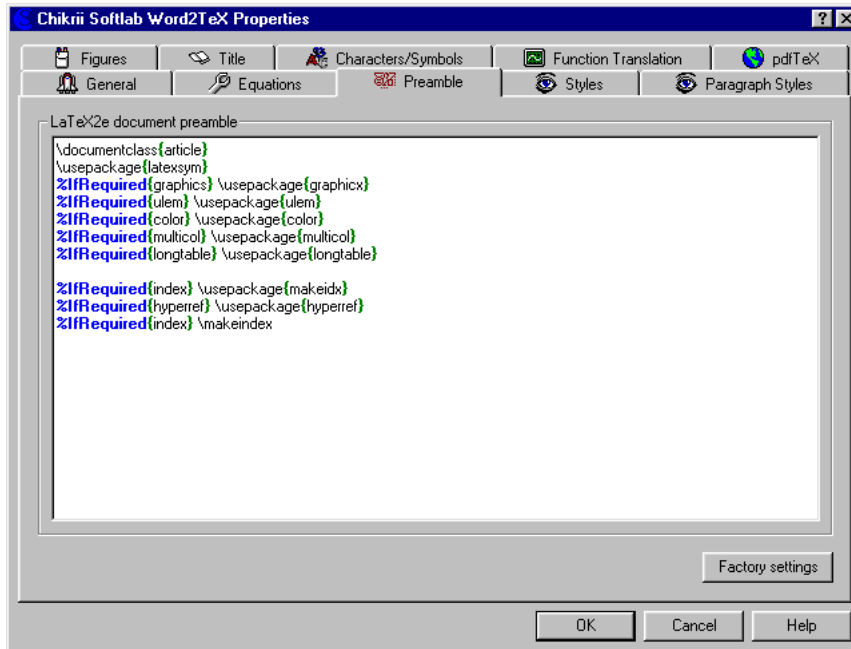 Chikrii Softlab Word2TeX Properties
Figures Title Characters/Symbols Function Translation pdfTeX
General Equations Preamble Styles Paragraph Styles
LaTeX2e document preamble
\documentclass{article}
\usepackage{latexsym}
%IfRequired{graphics} \usepackage{graphicx}
%IfRequired{ulem} \usepackage{ulem}
%IfRequired{color} \usepackage{color}
%IfRequired{multicol} \usepackage{multicol}
%IfRequired{longtable} \usepackage{longtable}
%IfRequired{index} \usepackage{makeidx}
%IfRequired{hyperref} \usepackage{hyperref}
%IfRequired{index} \makeindex
Factory settings
OK Cancel Help